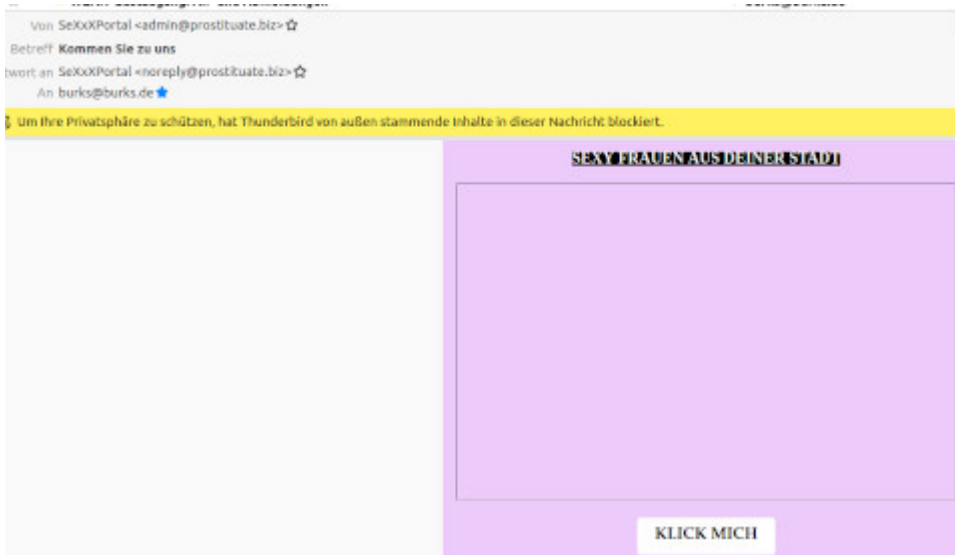 Von SeXxXPortal <admin@prostituate.biz>
Betreff Kommen Sie zu uns
twort an SeXxXPortal <noreply@prostituate.biz>
An burks@burks.de
Um Ihre Privatsphäre zu schützen, hat Thunderbird von außen stammende Inhalte in dieser Nachricht blockiert.
SEXY FRAUEN AUS DEINER STADT
KLICK MICH